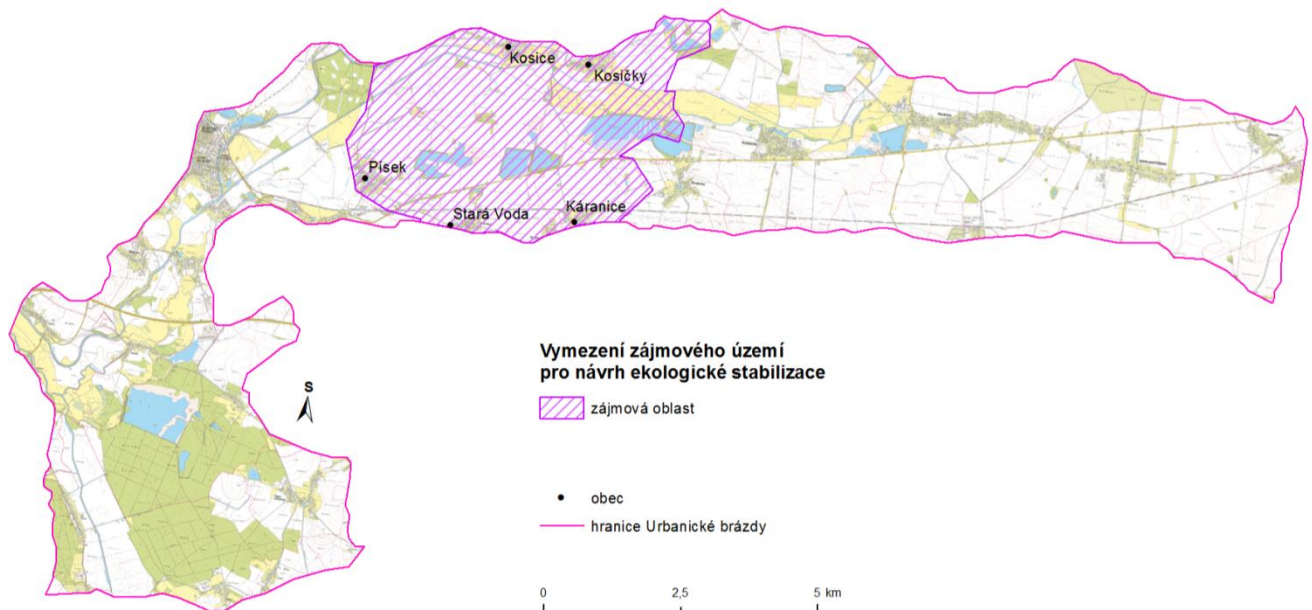 Kosice
Kosičky
Písek
Stará Voda
Káranice
Vymezení zájmového území
pro návrh ekologické stabilizace
S
zájmová oblast
obec
hranice Urbanické brázdy
0 2,5 5 km